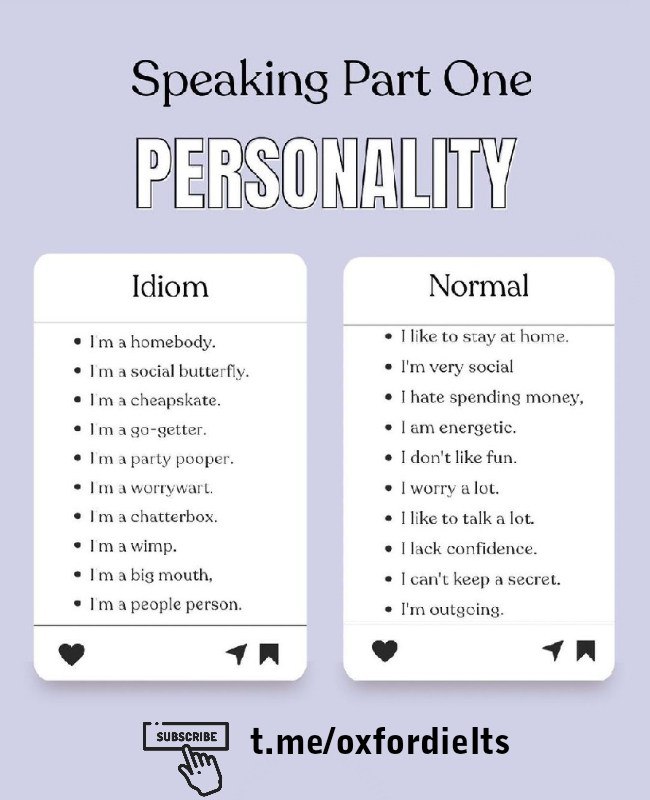 Speaking Part One
PERSONALITY
Idiom
• I'm a homebody.
• I'm a social butterfly.
• I'm a cheapskate.
• I'm a go-getter.
• I'm a party pooper.
• I'm a worrywart.
• I'm a chatterbox.
• I'm a wimp.
• I'm a big mouth,
• I'm a people person.
Normal
• I like to stay at home.
• I'm very social
• I hate spending money,
• I am energetic.
• I don't like fun.
• I worry a lot.
• I like to talk a lot.
• I lack confidence.
• I can't keep a secret.
• I'm outgoing.
SUBSCRIBE
t.me/oxfordielts